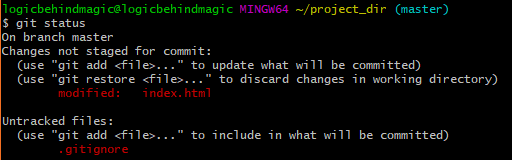 logicbehindmagic@logicbehindmagic MINGW64 ~/project_dir (master)
$ git status
On branch master
Changes not staged for commit:
  (use "git add <file>..." to update what will be committed)
  (use "git restore <file>..." to discard changes in working directory)
        modified:   index.html

Untracked files:
  (use "git add <file>..." to include in what will be committed)
        .gitignore